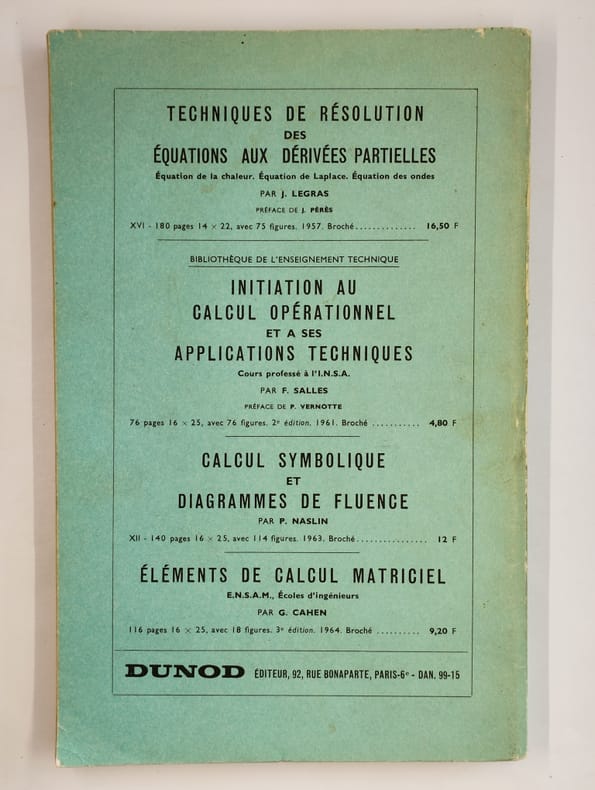 TECHNIQUES DE RÉSOLUTION
DES
ÉQUATIONS AUX DÉRIVÉES PARTIELLES
Équation de la chaleur. Équation de Laplace. Équation des ondes
PAR J. LEGRAS
PRÉFACE DE J. PÉRÈS
XVI - 180 pages 14 × 22, avec 75 figures. 1957. Broché.............. 16,50 F
BIBLIOTHÈQUE DE L'ENSEIGNEMENT TECHNIQUE
INITIATION AU
CALCUL OPÉRATIONNEL
ET A SES
APPLICATIONS TECHNIQUES
Cours professé à l'I.N.S.A.
PAR F. SALLES
PRÉFACE DE P. VERNOTTE
76 pages 16 × 25, avec 76 figures. 2e édition. 1961. Broché ........... 4,80 F
CALCUL SYMBOLIQUE
ET
DIAGRAMMES DE FLUENCE
PAR P. NASLIN
XII - 140 pages 16 × 25, avec 114 figures. 1963. Broché................ 12 F
ÉLÉMENTS DE CALCUL MATRICIEL
E.N.S.A.M., Écoles d'ingénieurs
PAR G. CAHEN
116 pages 16 × 25, avec 18 figures. 3e édition. 1964. Broché .......... 9,20 F
DUNOD ÉDITEUR, 92, RUE BONAPARTE, PARIS-6e - DAN. 99-15